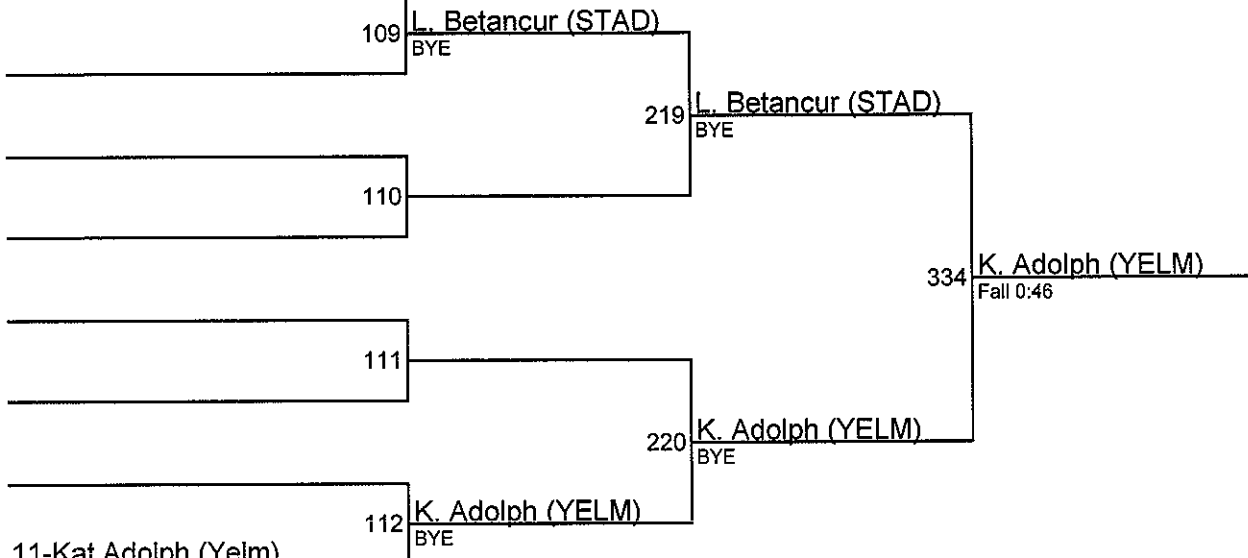 109 L. Betancur (STAD)
BYE
219 L. Betancur (STAD)
BYE
110
334 K. Adolph (YELM)
Fall 0:46
111
220 K. Adolph (YELM)
BYE
112 K. Adolph (YELM)
BYE
11-Kat Adolph (Yelm)